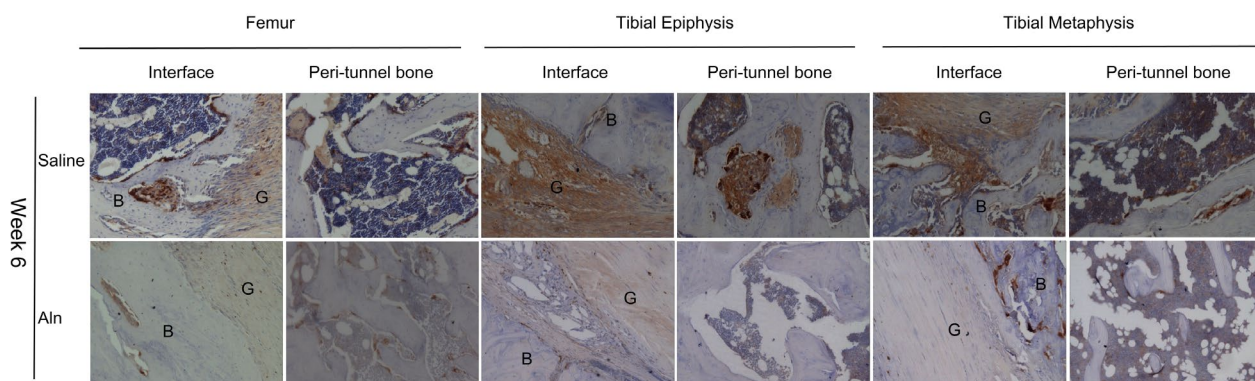 Femur Tibial Epiphysis Tibial Metaphysis
Interface Peri-tunnel bone Interface Peri-tunnel bone Interface Peri-tunnel bone
Week 6
Saline
B G G B G B
Aln
B G B G G B